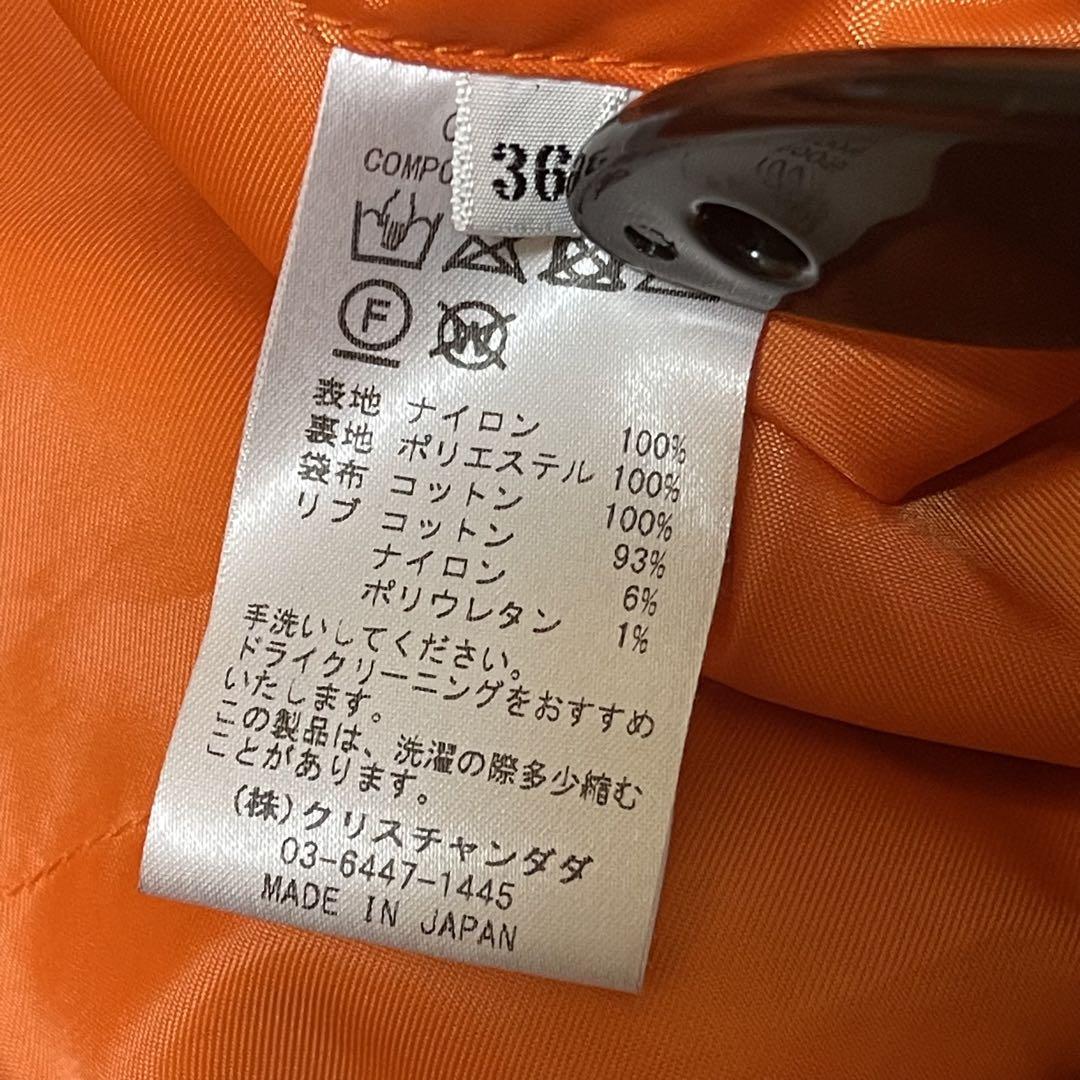 36
F
W
表地 ナイロン 100%
裏地 ポリエステル 100%
袋布 コットン 100%
リブ コットン 93%
ナイロン 6%
ポリウレタン 1%
手洗いしてください。
ドライクリーニングをおすすめ
いたします。
この製品は、洗濯の際多少縮む
ことがあります。
(株)クリスチャンダダ
03-6447-1445
MADE IN JAPAN